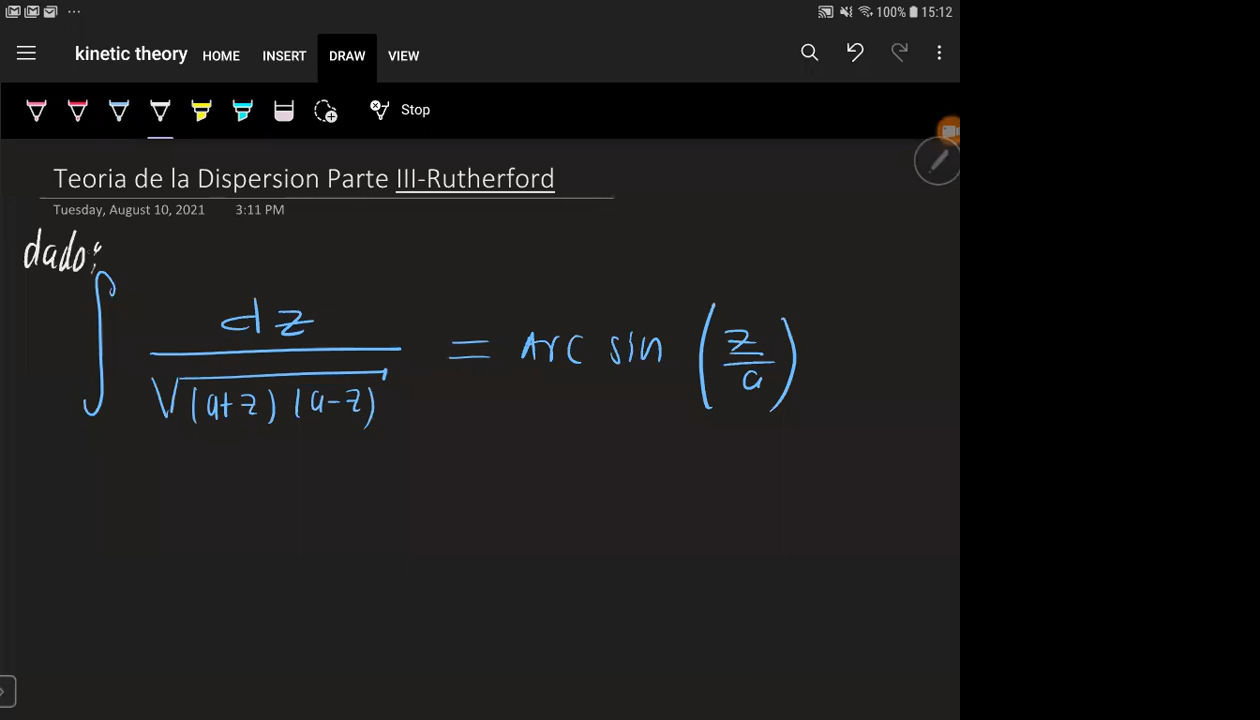 100% 15:12
kinetic theory HOME INSERT DRAW VIEW
Stop
Teoria de la Dispersion Parte III-Rutherford
Tuesday, August 10, 2021 3:11 PM
dado:
∫ dz / √(a+z)(a-z) = Arc sin (z/a)